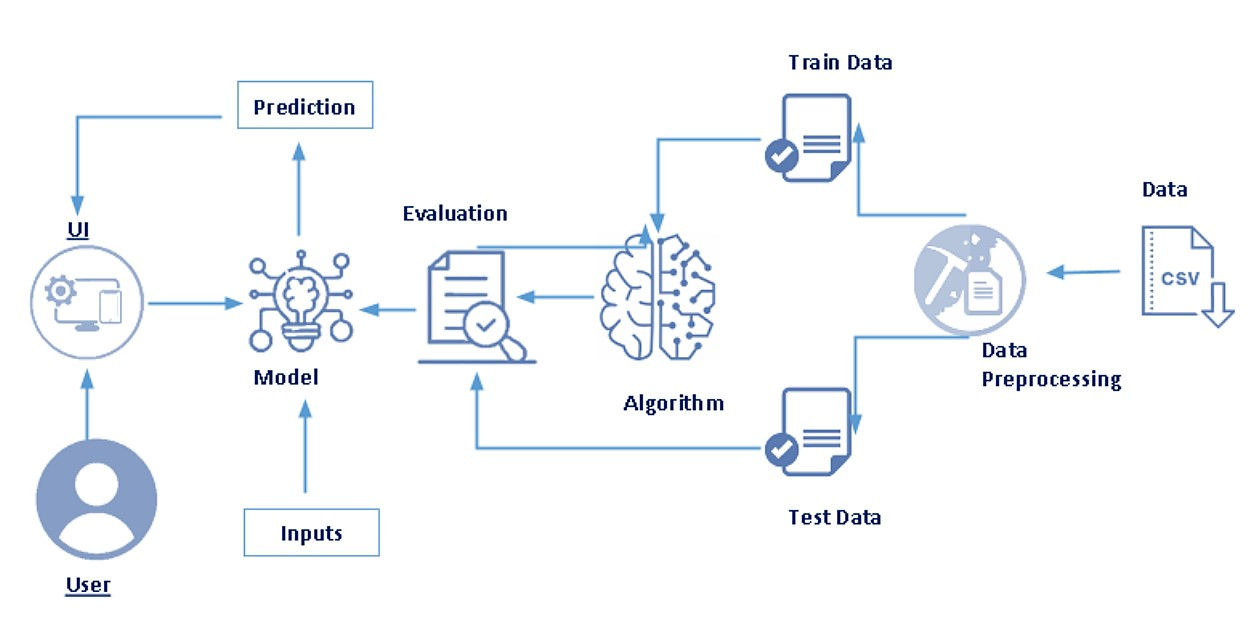 Train Data
Prediction
Data
Evaluation
UI
CSV
Data
Preprocessing
Model
Algorithm
Test Data
Inputs
User